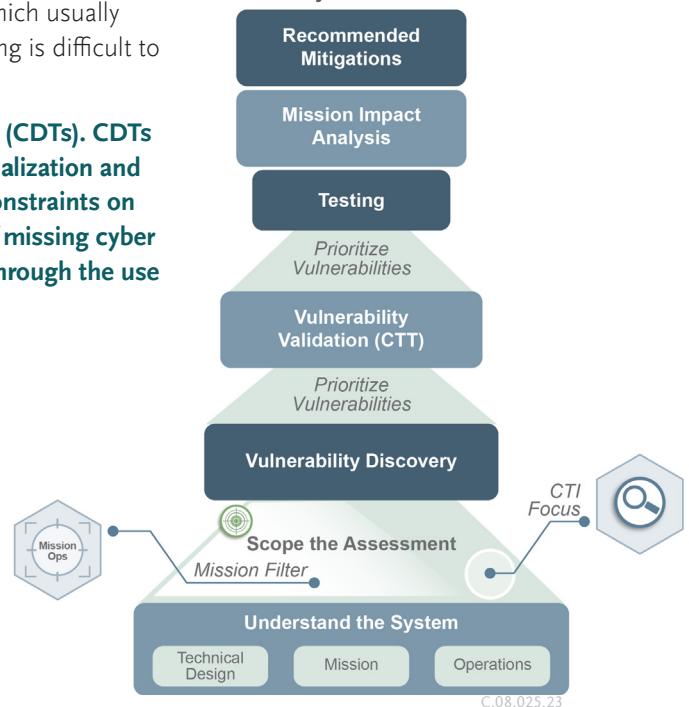 hich usually
ng is difficult to
(CDTs). CDTs
alization and
onstraints on
missing cyber
hrough the use
Recommended
Mitigations
Mission Impact
Analysis
Testing
Prioritize
Vulnerabilities
Vulnerability
Validation (CTT)
Prioritize
Vulnerabilities
Vulnerability Discovery
CTI
Focus
Mission
Ops
Scope the Assessment
Mission Filter
Understand the System
Technical
Design
Mission
Operations
C.08.025.23